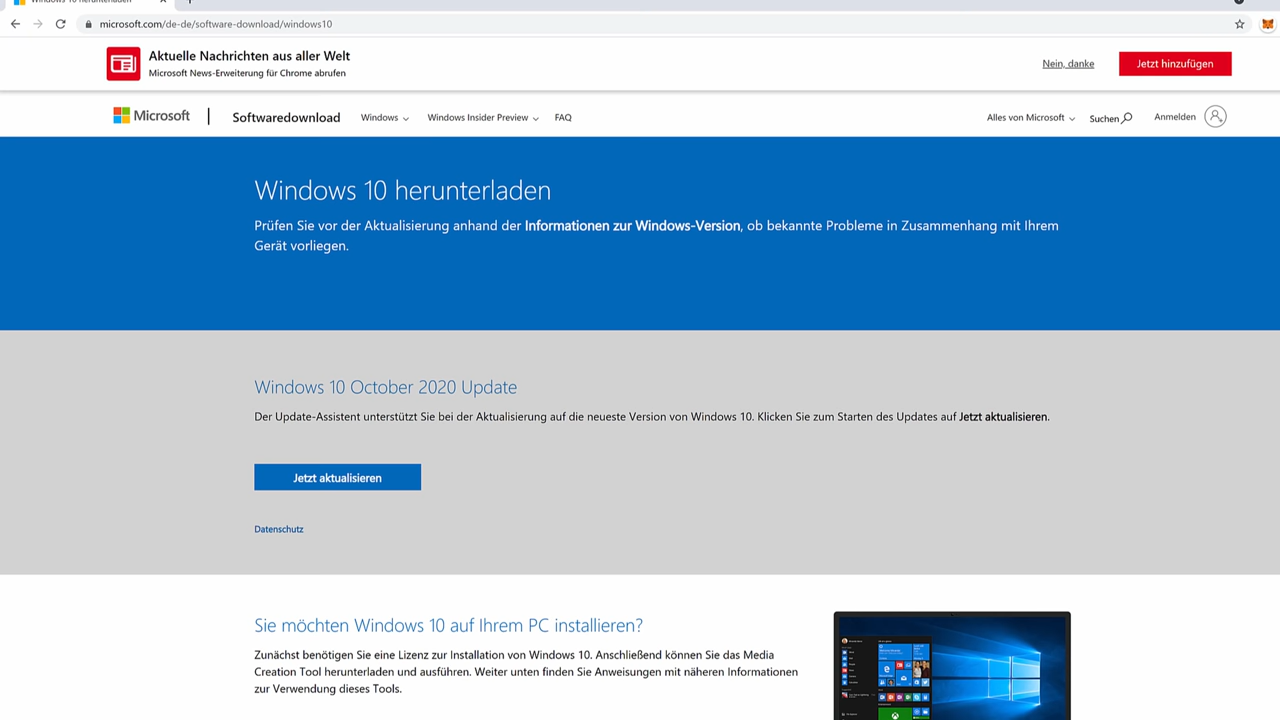 Windows 10 herunterladen
microsoft.com/de-de/software-download/windows10
Aktuelle Nachrichten aus aller Welt
Microsoft News-Erweiterung für Chrome abrufen
Nein, danke
Jetzt hinzufügen
Microsoft
Softwaredownload
Windows
Windows Insider Preview
FAQ
Alles von Microsoft
Suchen
Anmelden
Windows 10 herunterladen
Prüfen Sie vor der Aktualisierung anhand der Informationen zur Windows-Version, ob bekannte Probleme in Zusammenhang mit Ihrem
Gerät vorliegen.
Windows 10 October 2020 Update
Der Update-Assistent unterstützt Sie bei der Aktualisierung auf die neueste Version von Windows 10. Klicken Sie zum Starten des Updates auf Jetzt aktualisieren.
Jetzt aktualisieren
Datenschutz
Sie möchten Windows 10 auf Ihrem PC installieren?
Zunächst benötigen Sie eine Lizenz zur Installation von Windows 10. Anschließend können Sie das Media
Creation Tool herunterladen und ausführen. Weiter unten finden Sie Anweisungen mit näheren Informationen
zur Verwendung dieses Tools.